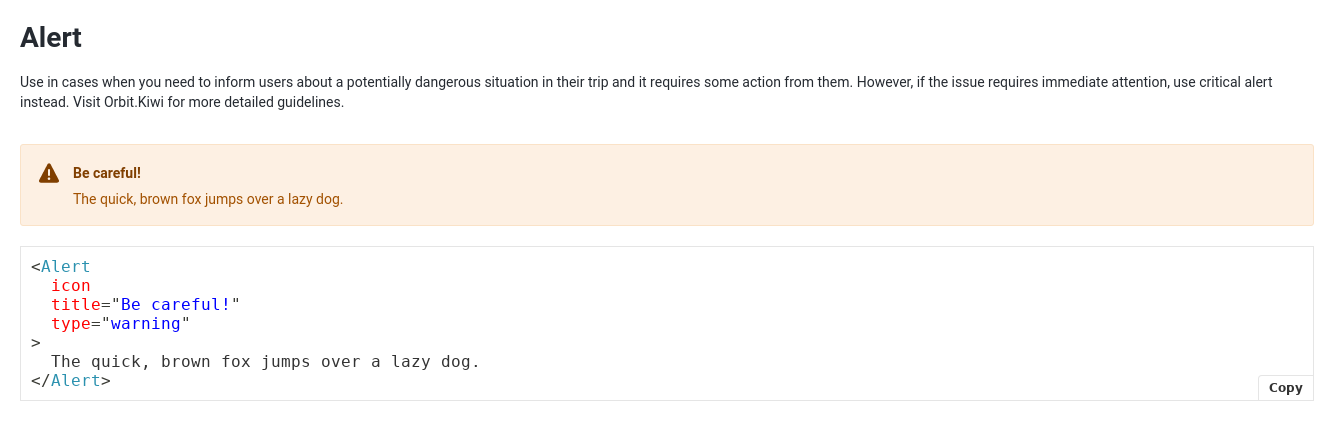 Alert
Use in cases when you need to inform users about a potentially dangerous situation in their trip and it requires some action from them. However, if the issue requires immediate attention, use critical alert
instead. Visit Orbit.Kiwi for more detailed guidelines.
Be careful!
The quick, brown fox jumps over a lazy dog.
<Alert
  icon
  title="Be careful!"
  type="warning"
>
  The quick, brown fox jumps over a lazy dog.
</Alert>
Copy